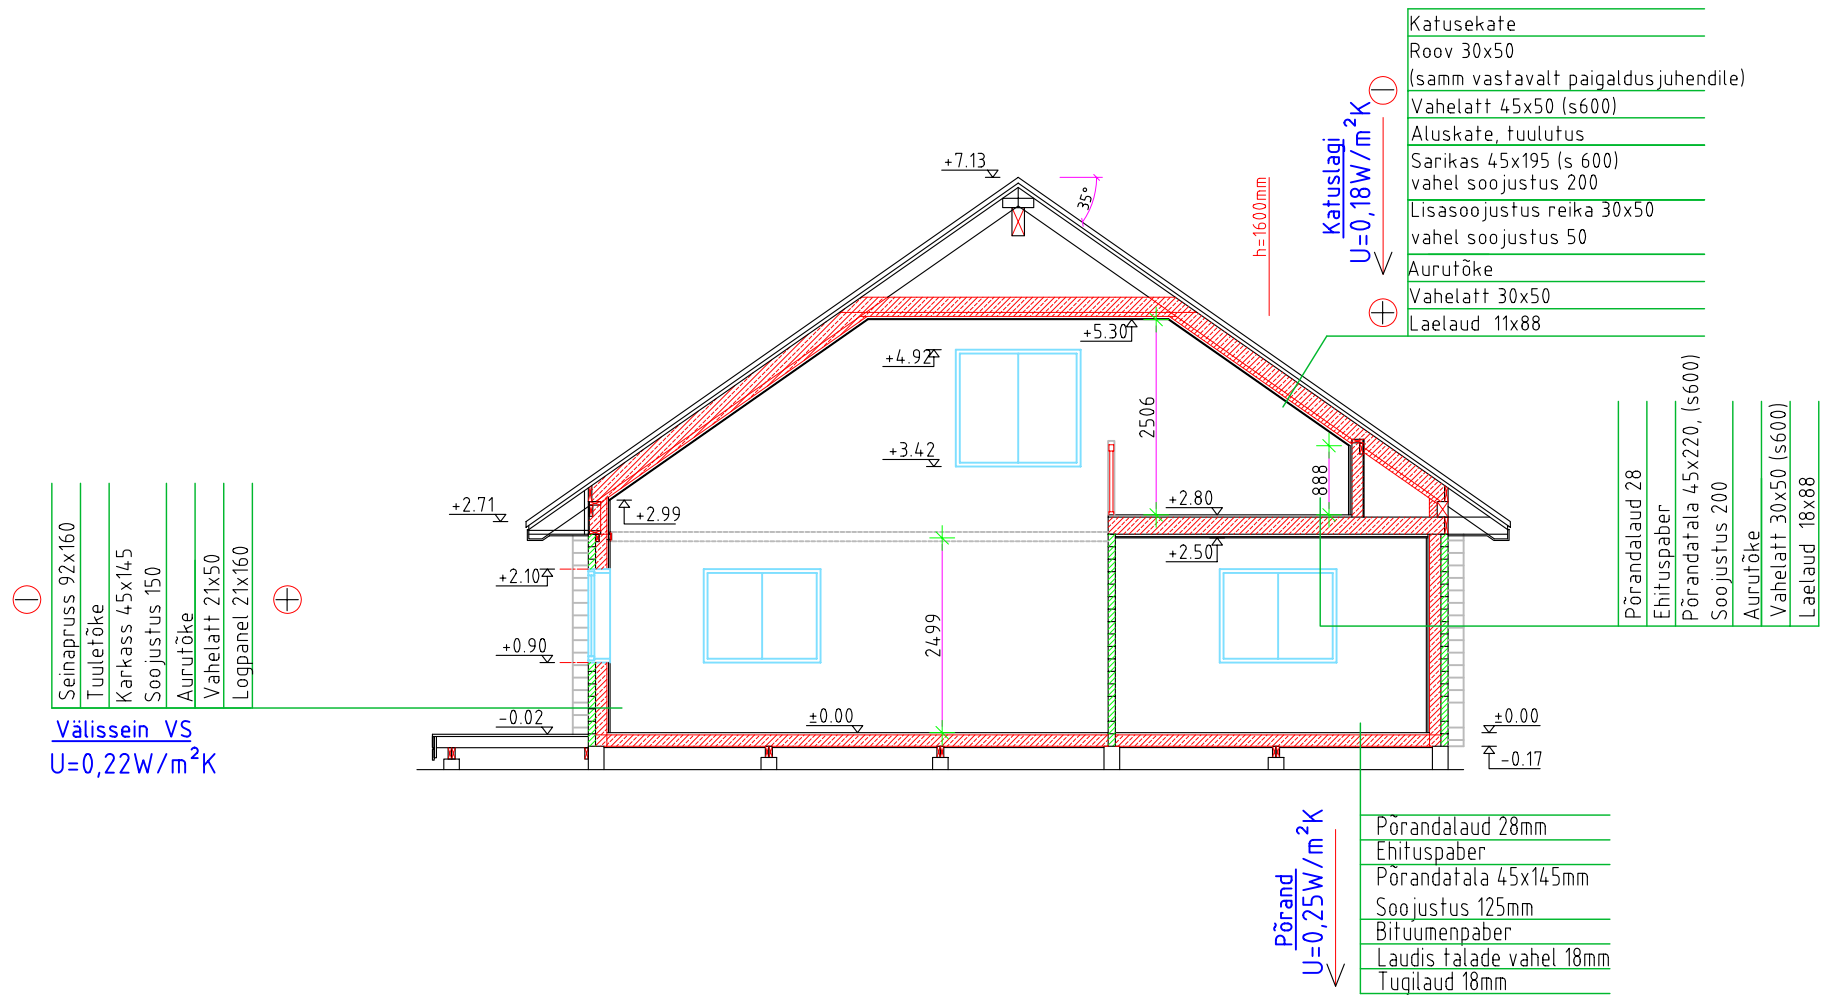 Katusekate
Roov 30x50
(samm vastavalt paigaldusjuhendile)
Vahelatt 45x50 (s600)
Aluskate, tuulutus
Sarikas 45x195 (s 600)
vahel soojustus 200
Lisasoojustus reika 30x50
vahel soojustus 50
Aurutõke
Vahelatt 30x50
Laelaud 11x88
Katuslagi
U=0,18W/m²K
h=1600mm
35°
+7.13
+5.30
+4.92
+3.42
2506
888
+2.80
+2.71
+2.99
+2.50
+2.10
+0.90
2499
-0.02
±0.00
±0.00
-0.17
Seinapruss 92x160
Tuuletõke
Karkass 45x145
Soojustus 150
Aurutõke
Vahelatt 21x50
Logpanel 21x160
Välissein VS
U=0,22W/m²K
Põrandalaud 28
Ehituspaber
Põrandatala 45x220, (s600)
Soojustus 200
Aurutõke
Vahelatt 30x50 (s600)
Laelaud 18x88
Põrand
U=0,25W/m²K
Põrandalaud 28mm
Ehituspaber
Põrandatala 45x145mm
Soojustus 125mm
Bituumenpaber
Laudis talade vahel 18mm
Tugilaud 18mm